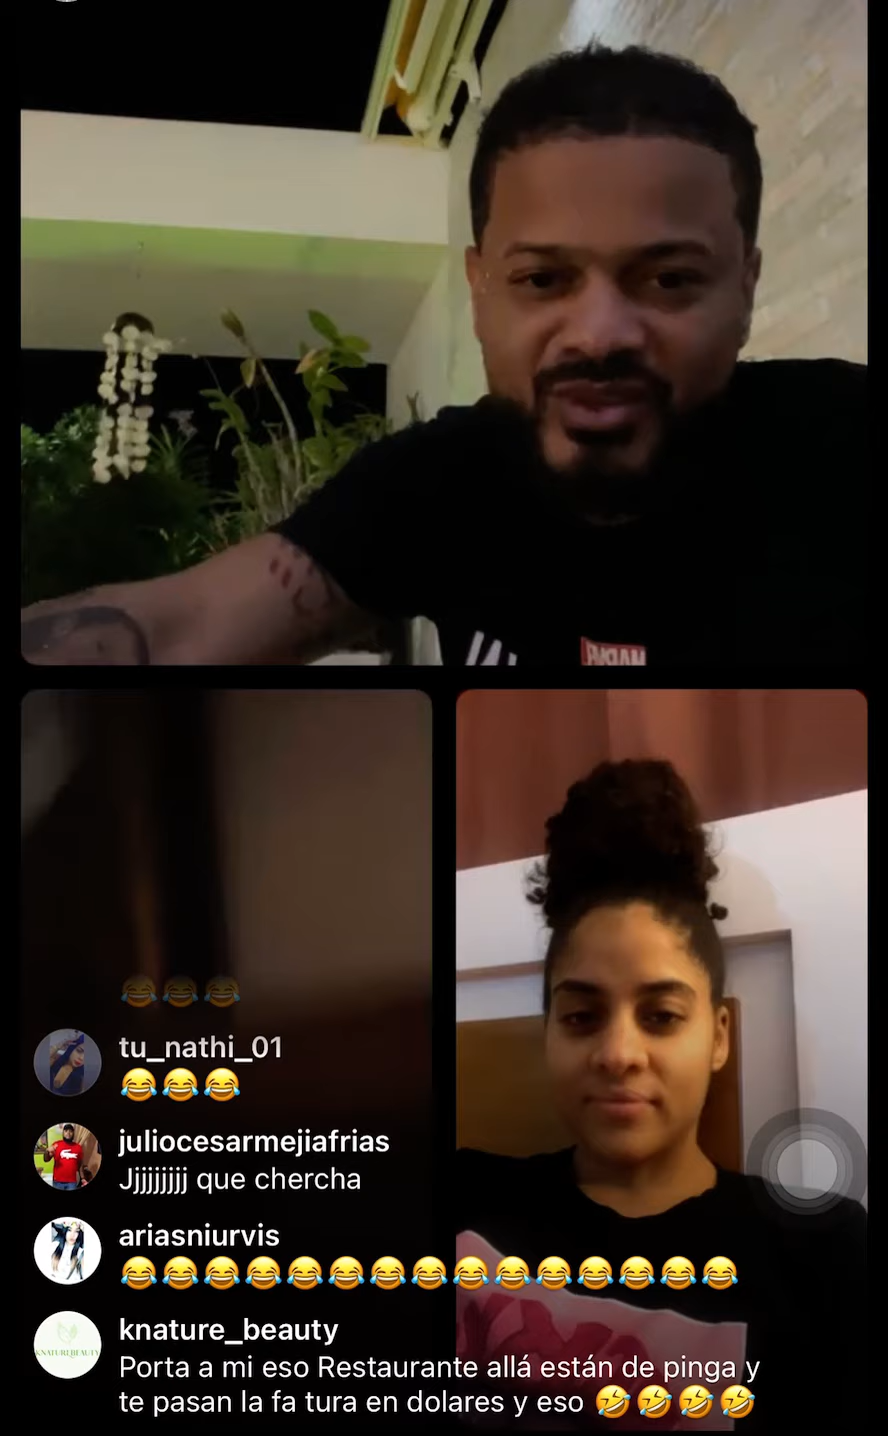 😂😂😂
tu_nathi_01
😂😂😂
juliocesarmejiafrias
Jjjjjjjjj que chercha
ariasniurvis
😂😂😂😂😂😂😂😂😂😂😂😂😂😂😂
knature_beauty
KNATUREBEAUTY
Porta a mi eso Restaurante allá están de pinga y
te pasan la fa tura en dolares y eso 🤣🤣🤣🤣